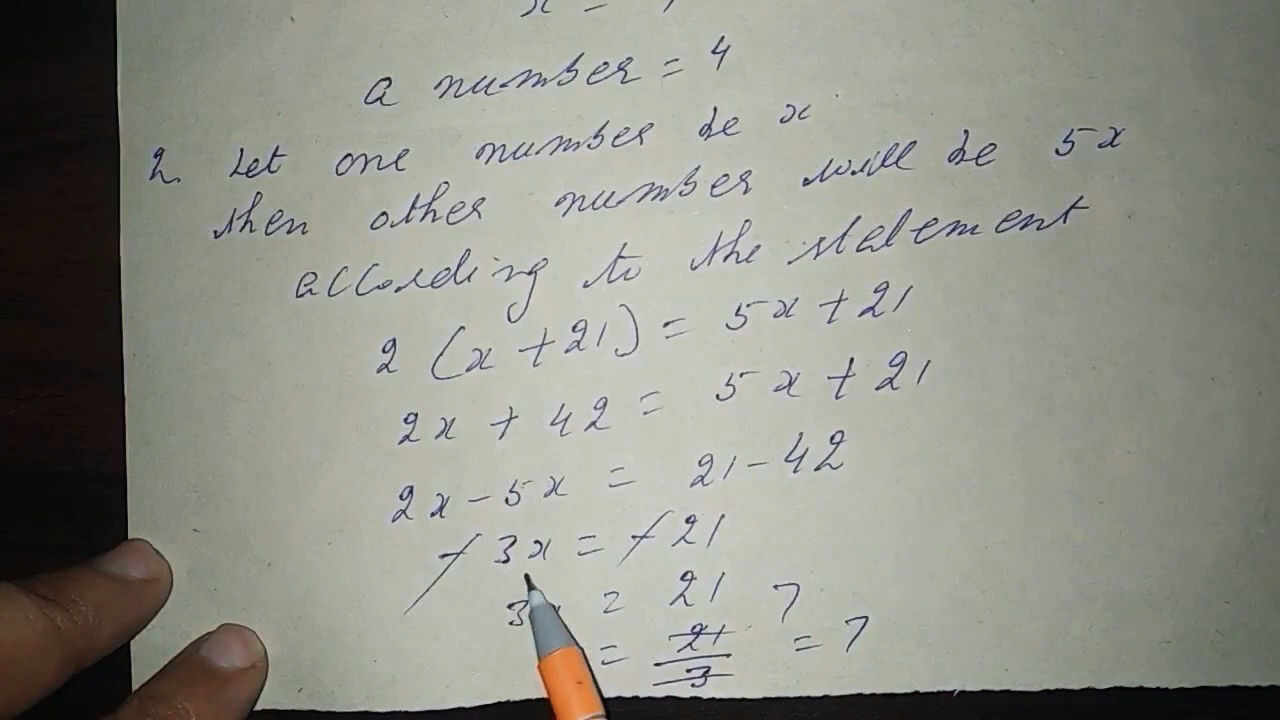 a number = 4
2. Let one number be x
then other number will be 5x
according to the statement
2 (x + 21) = 5x + 21
2x + 42 = 5x + 21
2x - 5x = 21 - 42
- 3x = - 21
3 = 21 7
= 21/3 = 7